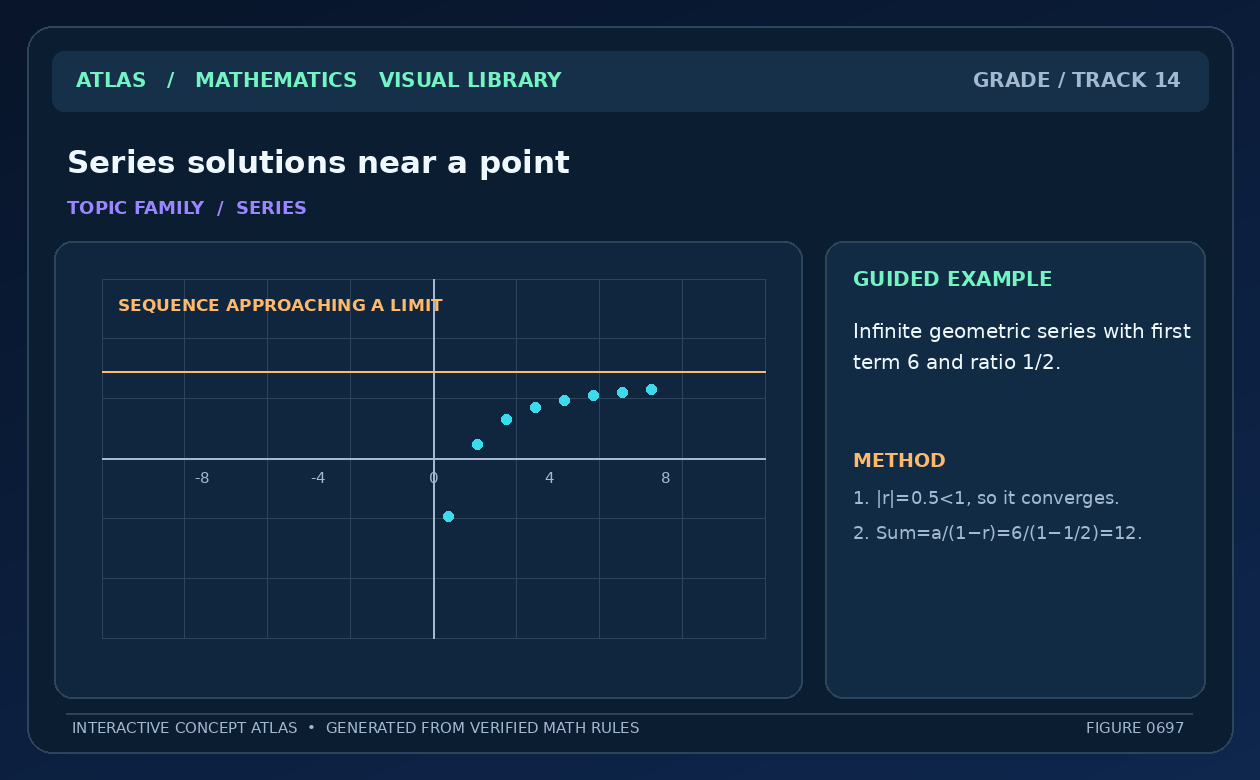 ATLAS / MATHEMATICS VISUAL LIBRARY
GRADE / TRACK 14
Series solutions near a point
TOPIC FAMILY / SERIES
SEQUENCE APPROACHING A LIMIT
-8 -4 0 4 8
GUIDED EXAMPLE
Infinite geometric series with first
term 6 and ratio 1/2.
METHOD
1. |r|=0.5<1, so it converges.
2. Sum=a/(1−r)=6/(1−1/2)=12.
INTERACTIVE CONCEPT ATLAS • GENERATED FROM VERIFIED MATH RULES
FIGURE 0697